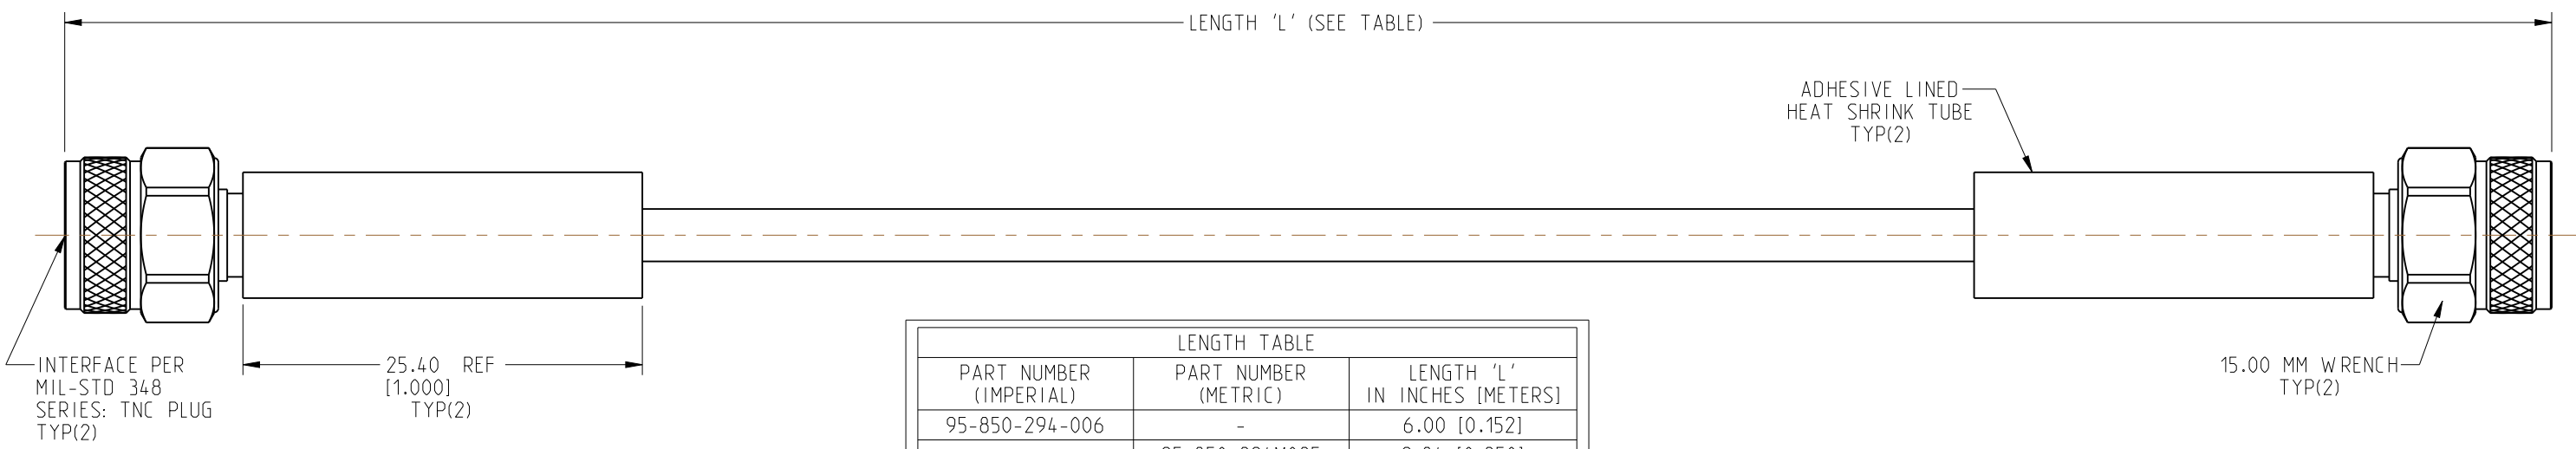 LENGTH 'L' (SEE TABLE)
ADHESIVE LINED
HEAT SHRINK TUBE
TYP(2)
INTERFACE PER
MIL-STD 348
SERIES: TNC PLUG
TYP(2)
25.40 REF
[1.000]
TYP(2)
15.00 MM WRENCH
TYP(2)
LENGTH TABLE
PART NUMBER
(IMPERIAL)
PART NUMBER
(METRIC)
LENGTH 'L'
IN INCHES [METERS]
95-850-294-006 - 6.00 [0.152]